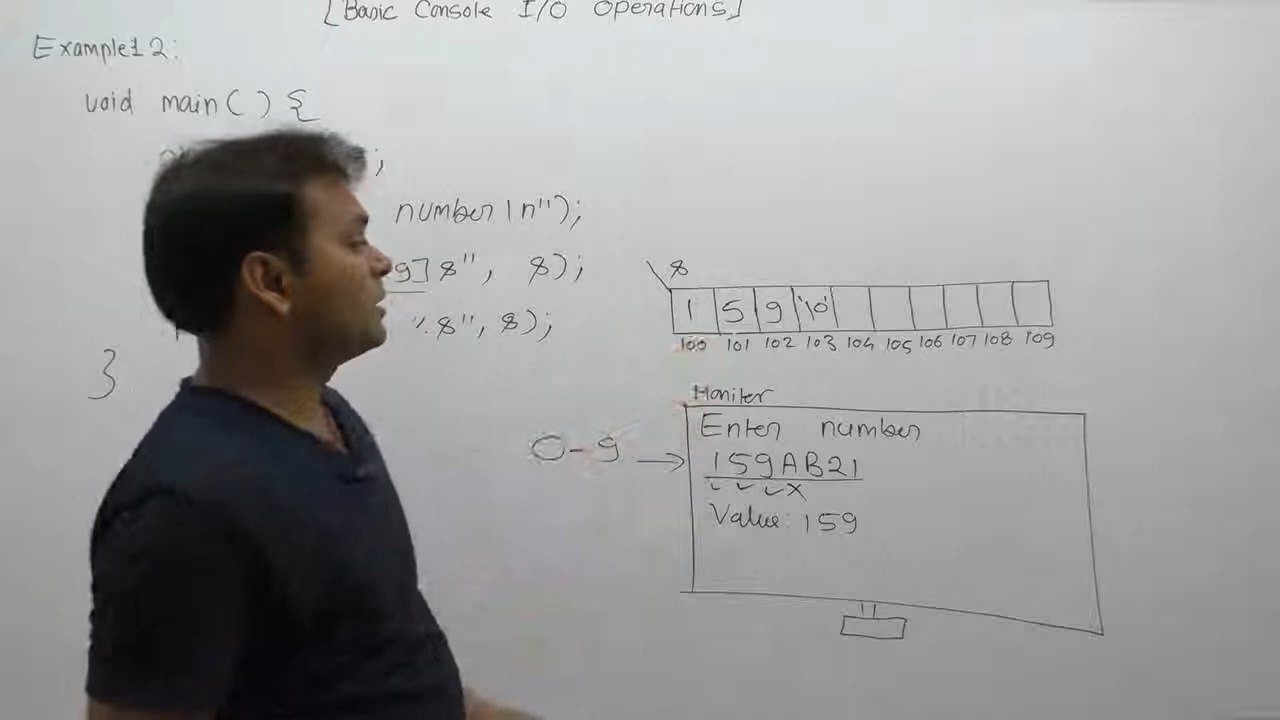 [Basic Console I/O Operations]
Example12:
void main( ) {
;
number\n");
9]s", s);
%s", s);
}
s
1 5 9 '\0'
100 101 102 103 104 105 106 107 108 109
Moniter
Enter number
0-9 →
159AB21
✓ ✓ ✓ X
Value: 159